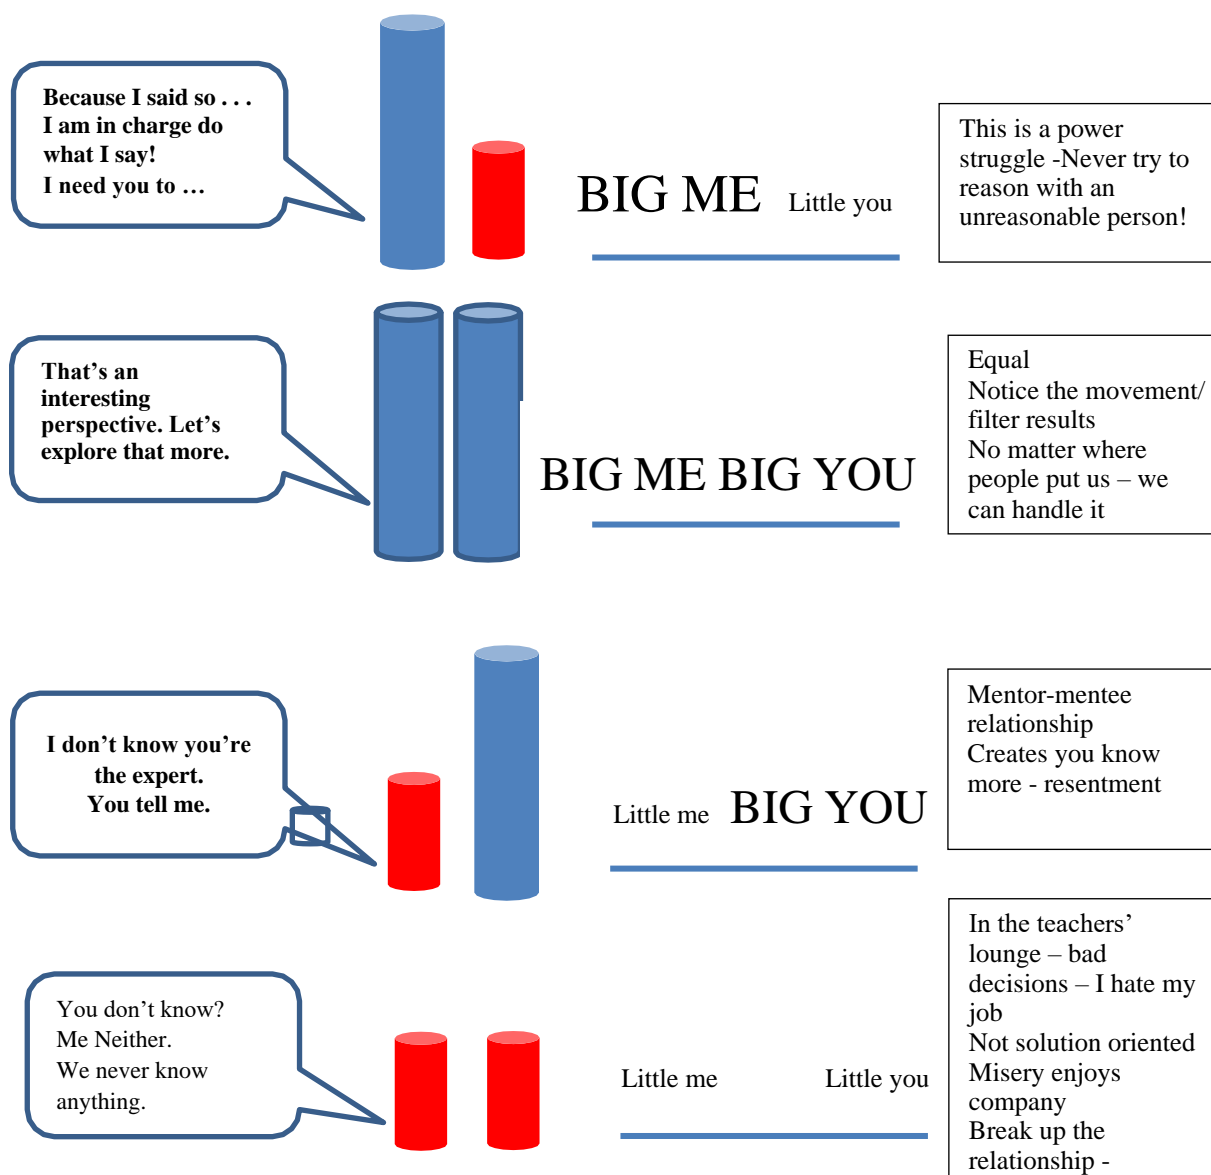 Because I said so . . .
I am in charge do
what I say!
I need you to …
BIG ME Little you
This is a power
struggle -Never try to
reason with an
unreasonable person!
That’s an
interesting
perspective. Let’s
explore that more.
BIG ME BIG YOU
Equal
Notice the movement/
filter results
No matter where
people put us – we
can handle it
I don’t know you’re
the expert.
You tell me.
Little me BIG YOU
Mentor-mentee
relationship
Creates you know
more - resentment
You don’t know?
Me Neither.
We never know
anything.
Little me Little you
In the teachers’
lounge – bad
decisions – I hate my
job
Not solution oriented
Misery enjoys
company
Break up the
relationship -